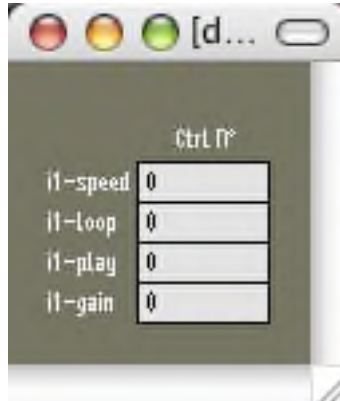 [d...
Ctrl N°
i1-speed 0
i1-loop 0
i1-play 0
i1-gain 0